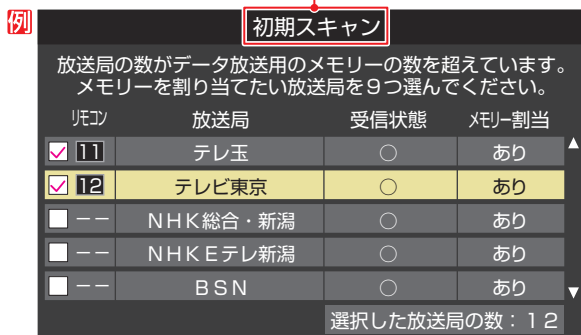 例
初期スキャン
放送局の数がデータ放送用のメモリーの数を超えています。
メモリーを割り当てたい放送局を9つ選んでください。
リモコン 放送局 受信状態 メモリー割当
11 テレ玉 ○ あり
12 テレビ東京 ○ あり
−− NHK総合・新潟 ○ あり
−− NHKEテレ新潟 ○ あり
−− BSN ○ あり
選択した放送局の数:12